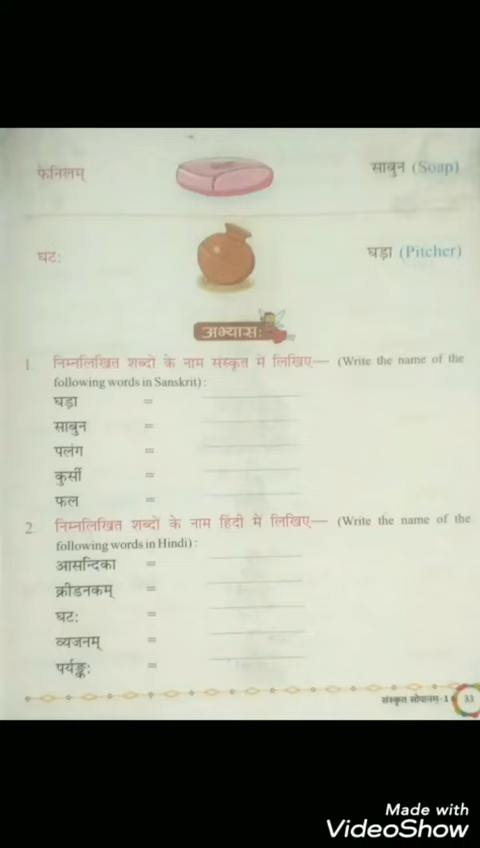 फेनिलम्
साबुन (Soap)
घटः
घड़ा (Pitcher)
अभ्यासः
1. निम्नलिखित शब्दों के नाम संस्कृत में लिखिए— (Write the name of the
following words in Sanskrit) :
घड़ा =
साबुन =
पलंग =
कुर्सी =
फल =
2. निम्नलिखित शब्दों के नाम हिंदी में लिखिए— (Write the name of the
following words in Hindi) :
आसन्दिका =
क्रीडनकम् =
घटः =
व्यजनम् =
पर्यङ्कः =
संस्कृत सोपानम्-1 33
Made with
VideoShow